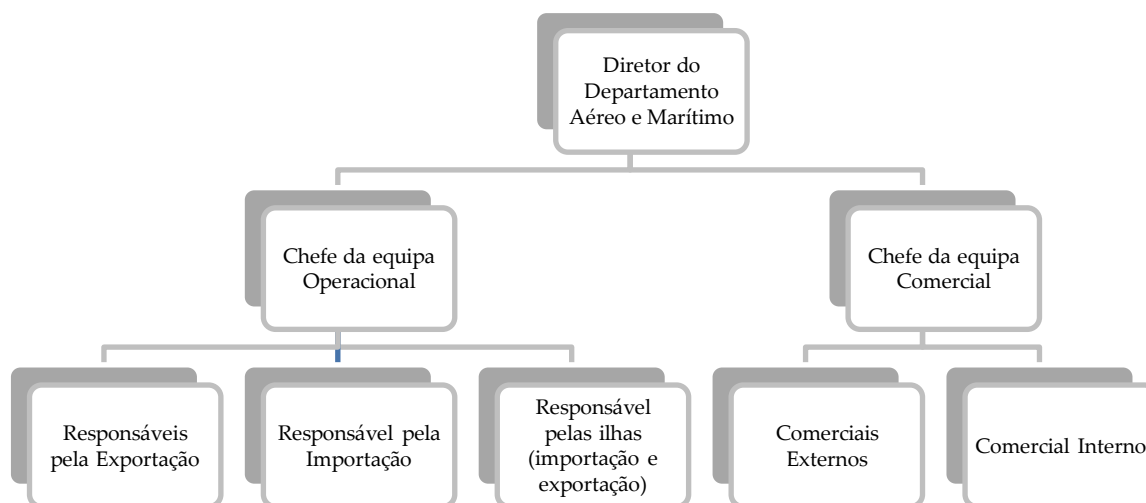 Diretor do
Departamento
Aéreo e Marítimo
Chefe da equipa
Operacional
Chefe da equipa
Comercial
Responsáveis
pela Exportação
Responsável pela
Importação
Responsável
pelas ilhas
(importação e
exportação)
Comerciais
Externos
Comercial Interno